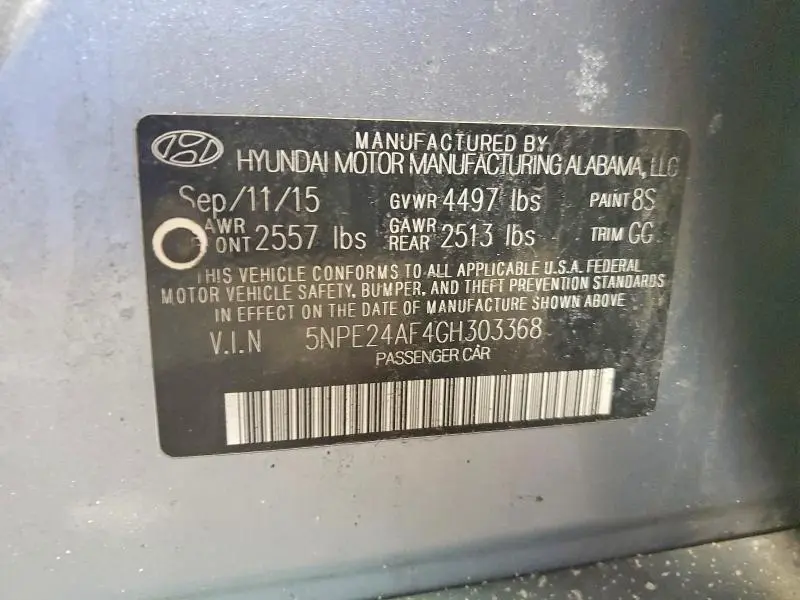 MANUFACTURED BY
HYUNDAI MOTOR MANUFACTURING ALABAMA, LLC
Sep/11/15 GVWR 4497 lbs PAINT 8S
GAWR FRONT 2557 lbs GAWR REAR 2513 lbs TRIM GG
THIS VEHICLE CONFORMS TO ALL APPLICABLE U.S.A. FEDERAL
MOTOR VEHICLE SAFETY, BUMPER, AND THEFT PREVENTION STANDARDS
IN EFFECT ON THE DATE OF MANUFACTURE SHOWN ABOVE
V.I.N 5NPE24AF4GH303368
PASSENGER CAR